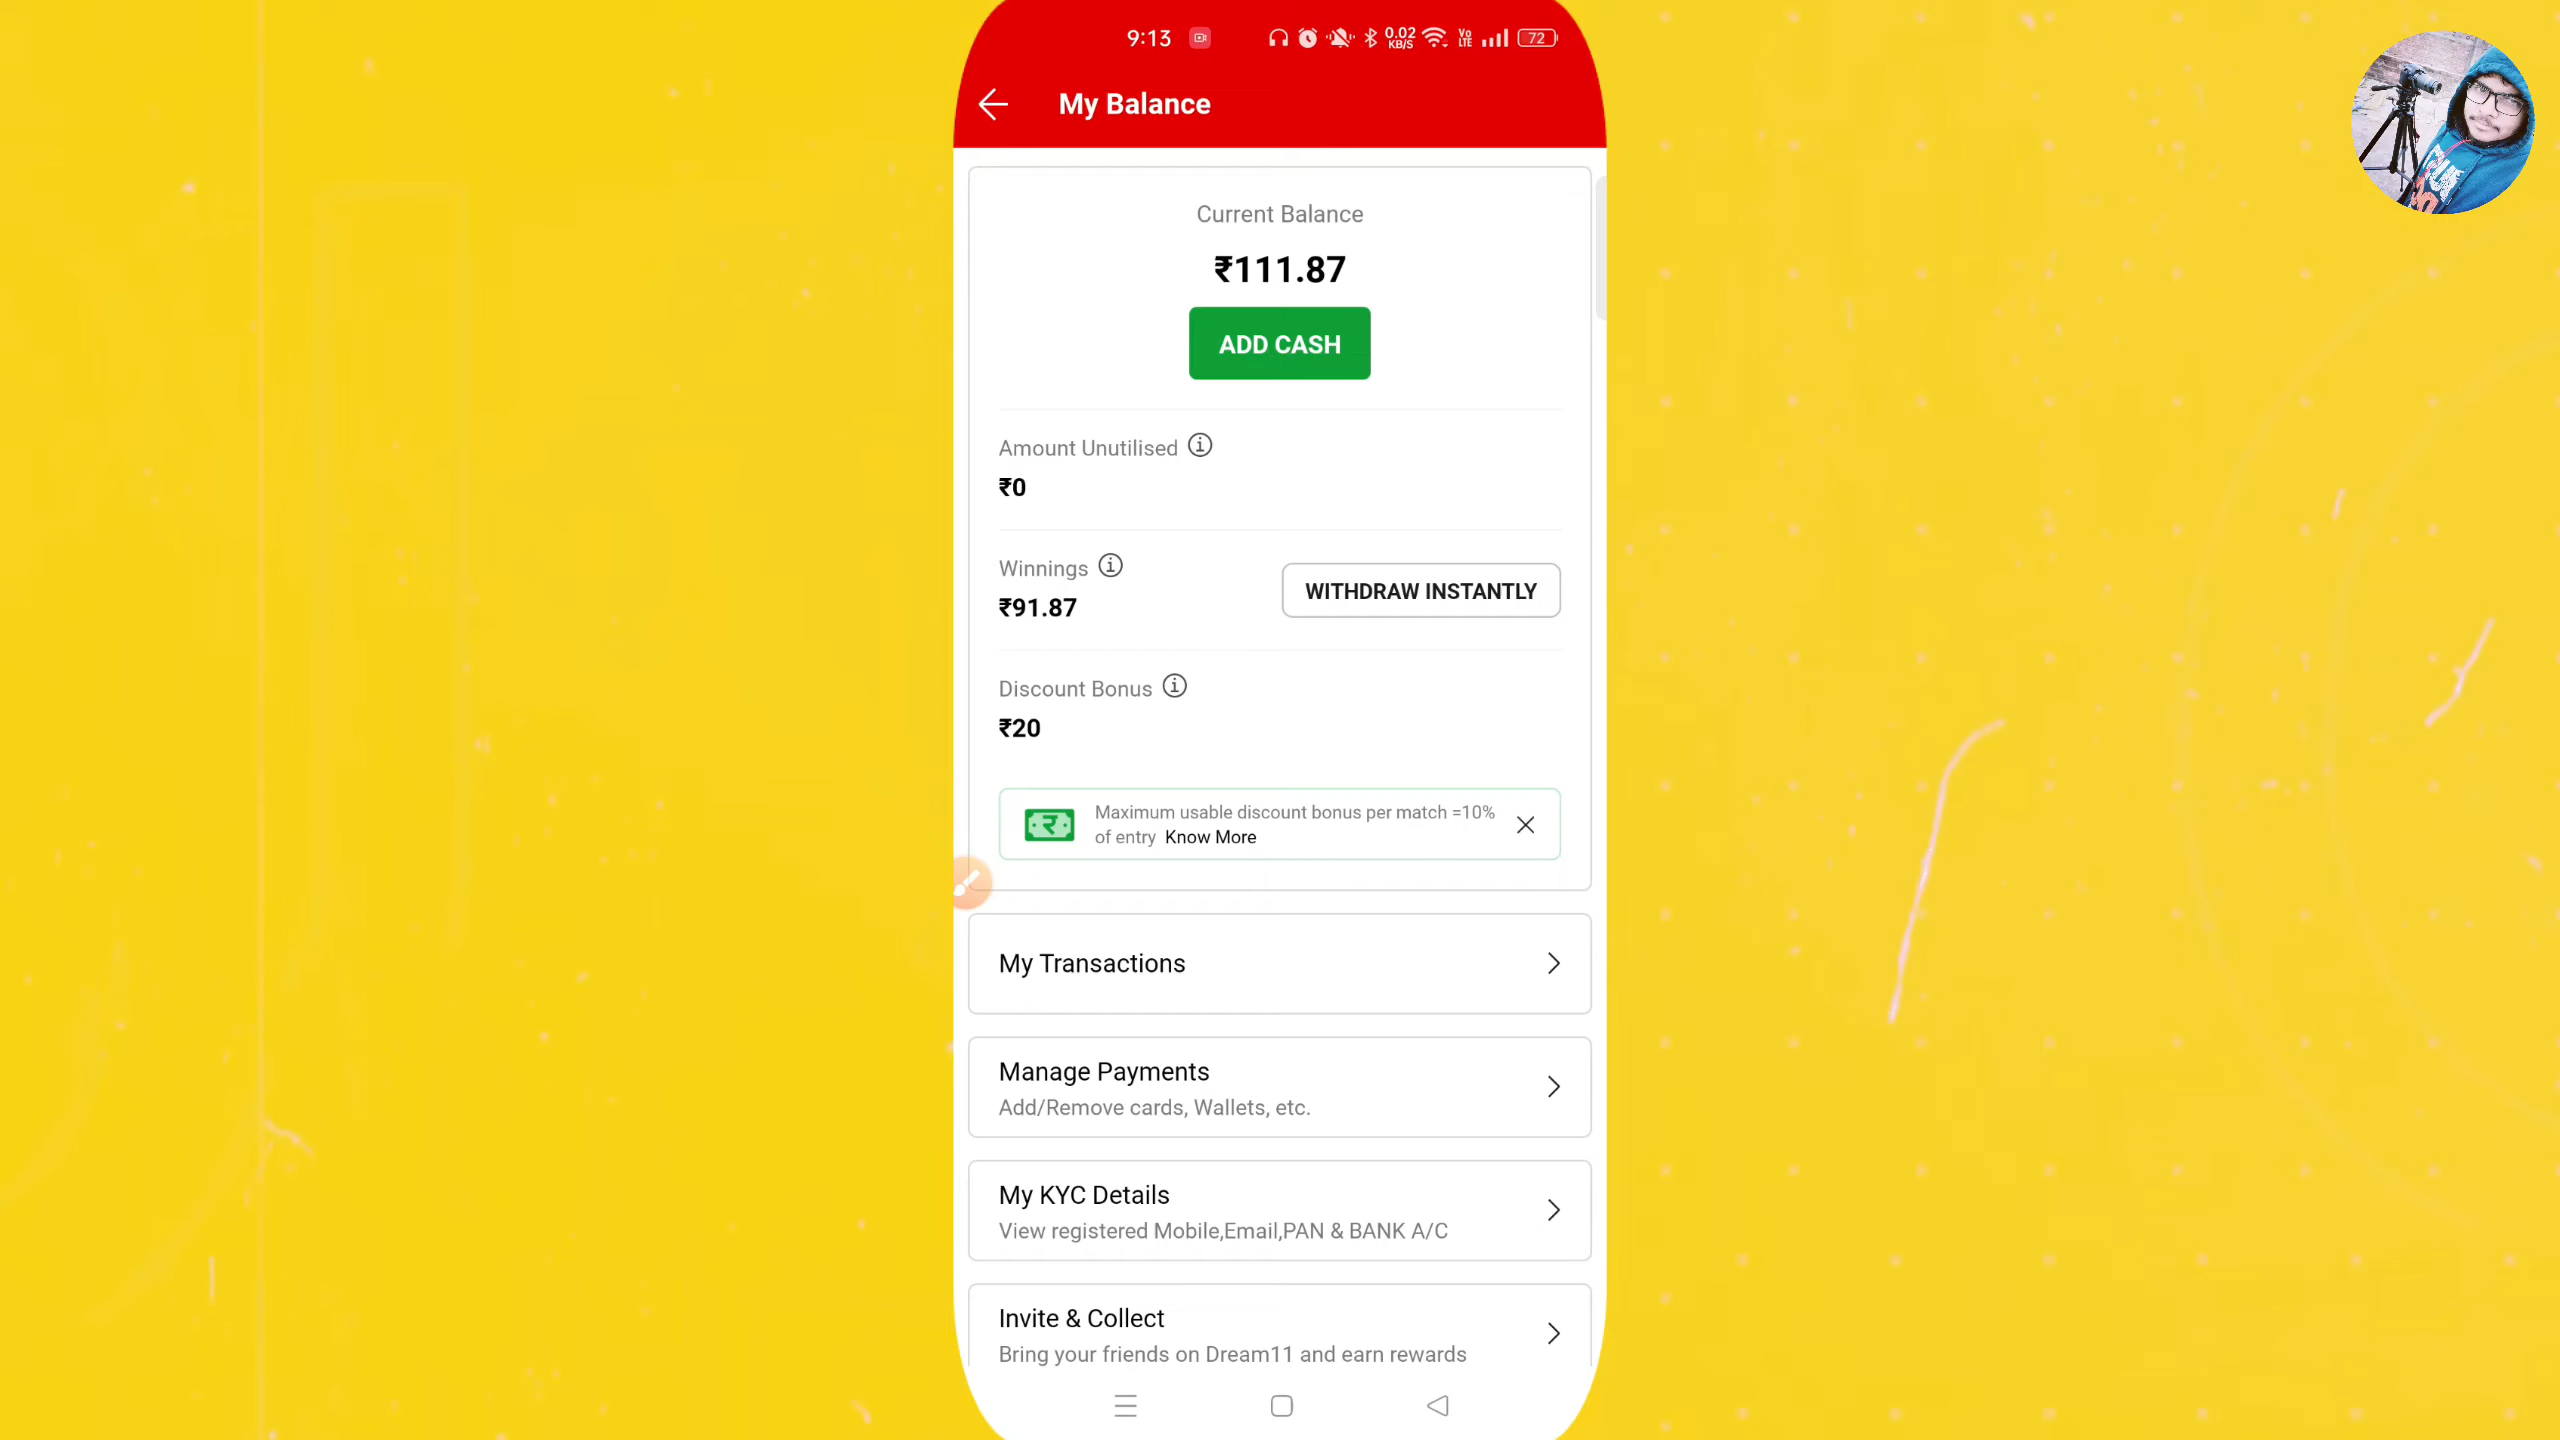 9:13 0.02 KB/S Vo LTE 72
My Balance
Current Balance
₹111.87
ADD CASH
Amount Unutilised
₹0
Winnings
₹91.87
WITHDRAW INSTANTLY
Discount Bonus
₹20
Maximum usable discount bonus per match =10%
of entry Know More
My Transactions
Manage Payments
Add/Remove cards, Wallets, etc.
My KYC Details
View registered Mobile,Email,PAN & BANK A/C
Invite & Collect
Bring your friends on Dream11 and earn rewards